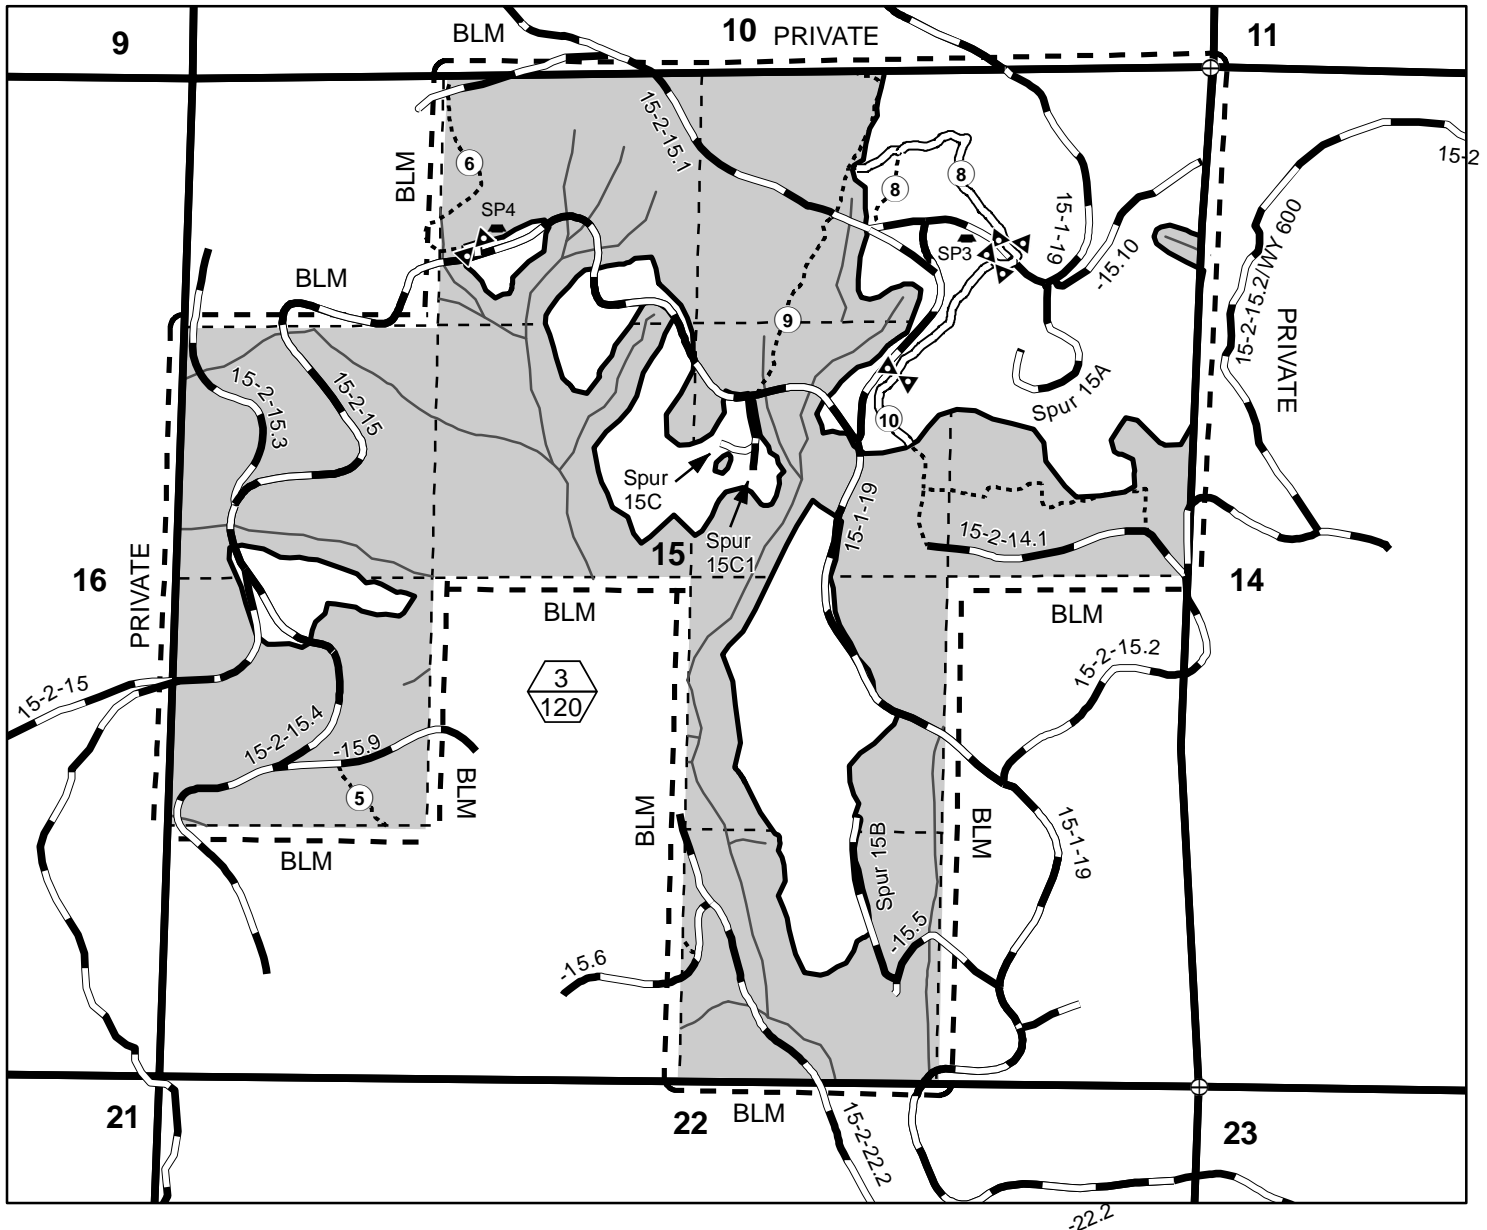 9
BLM
10
PRIVATE
11
15-2-15.1
BLM
6
SP4
8
8
15-2
15-1-19
-15.10
SP3
15-2-15.2/WY 600
BLM
9
PRIVATE
15-2-15.3
15-2-15
Spur 15A
10
Spur
15C
15-1-19
15
Spur
15C1
15-2-14.1
16
PRIVATE
14
BLM
BLM
3
120
15-2-15
15-2-15.2
15-2-15.4
-15.9
5
BLM
BLM
BLM
BLM
15-1-19
Spur 15B
-15.5
-15.6
21
22
BLM
15-2-22.2
23
-22.2